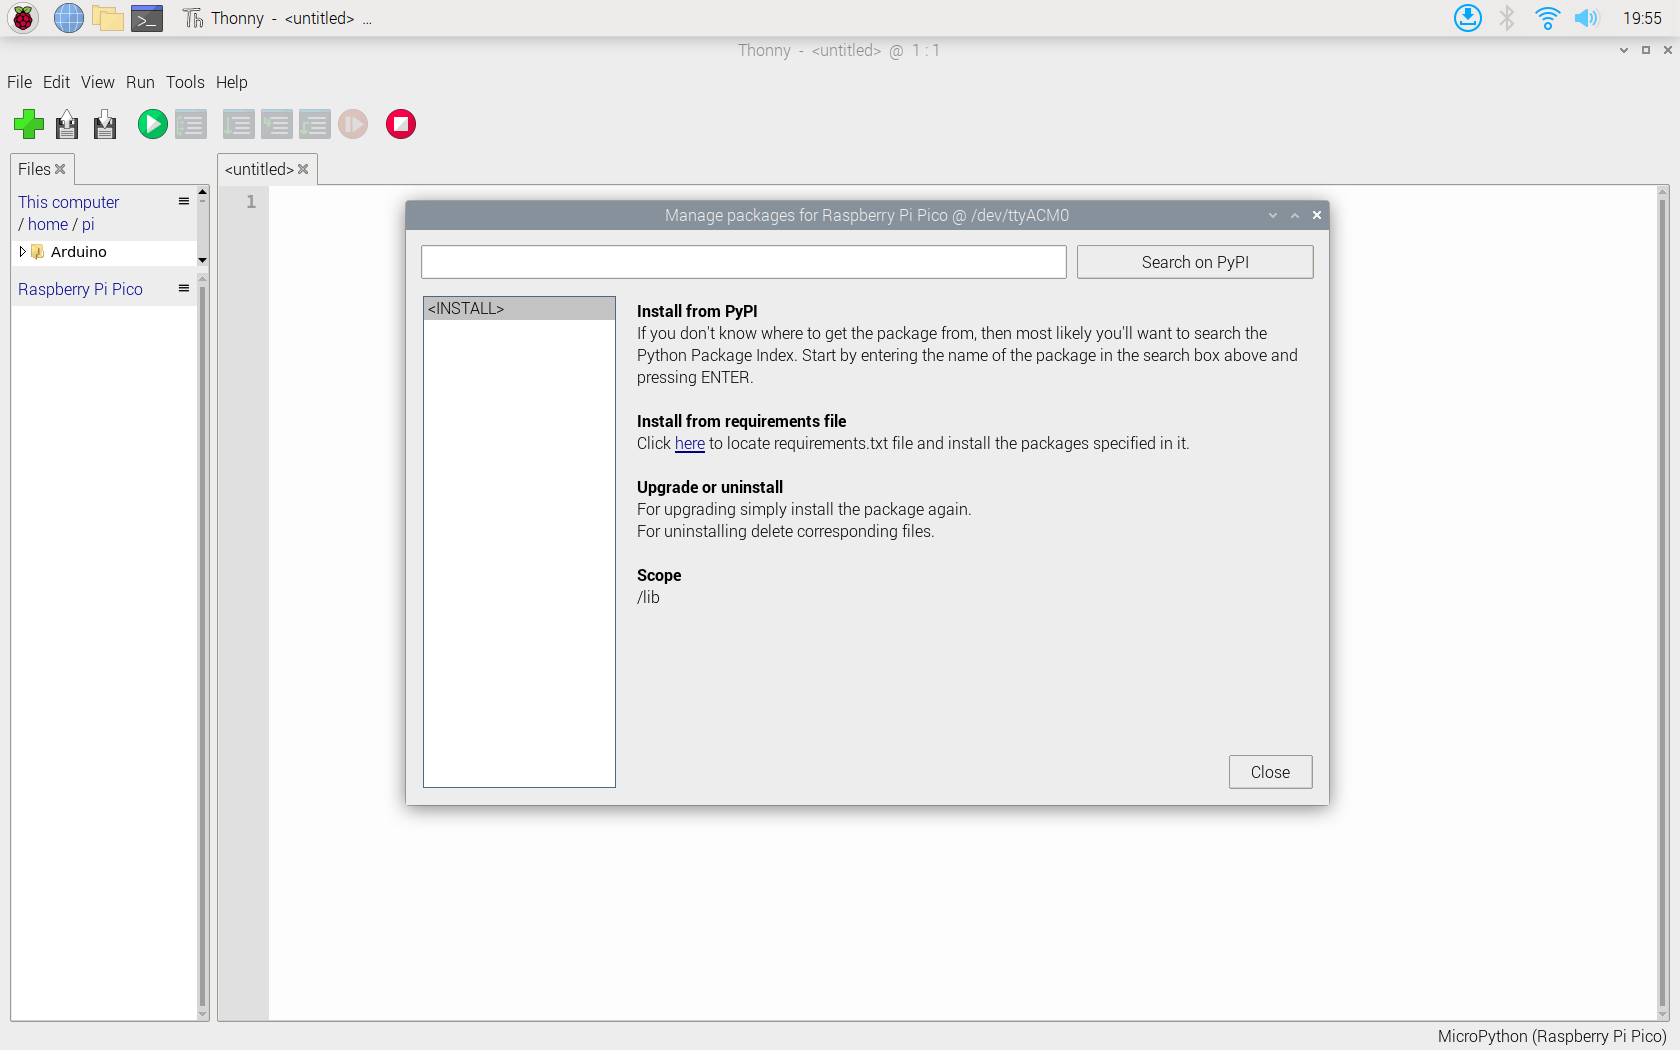 Thonny - <untitled> ...
19:55
Thonny - <untitled> @ 1 : 1
File Edit View Run Tools Help
Files
<untitled>
This computer
/ home / pi
Arduino
Raspberry Pi Pico
1
Manage packages for Raspberry Pi Pico @ /dev/ttyACM0
Search on PyPI
<INSTALL>
Install from PyPI
If you don't know where to get the package from, then most likely you'll want to search the
Python Package Index. Start by entering the name of the package in the search box above and
pressing ENTER.
Install from requirements file
Click here to locate requirements.txt file and install the packages specified in it.
Upgrade or uninstall
For upgrading simply install the package again.
For uninstalling delete corresponding files.
Scope
/lib
Close
MicroPython (Raspberry Pi Pico)